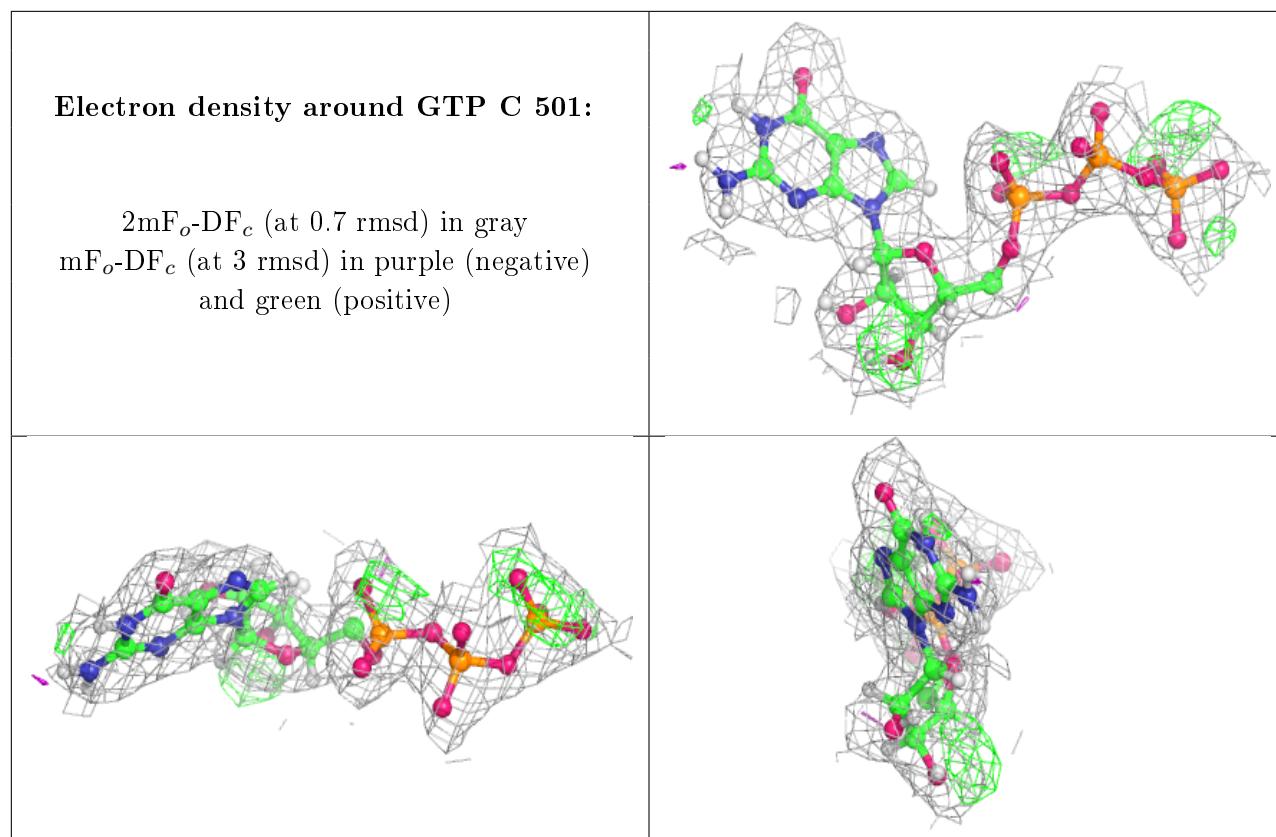 Electron density around GTP C 501:
2mFₒ-DF𝒸 (at 0.7 rmsd) in gray
mFₒ-DF𝒸 (at 3 rmsd) in purple (negative)
and green (positive)